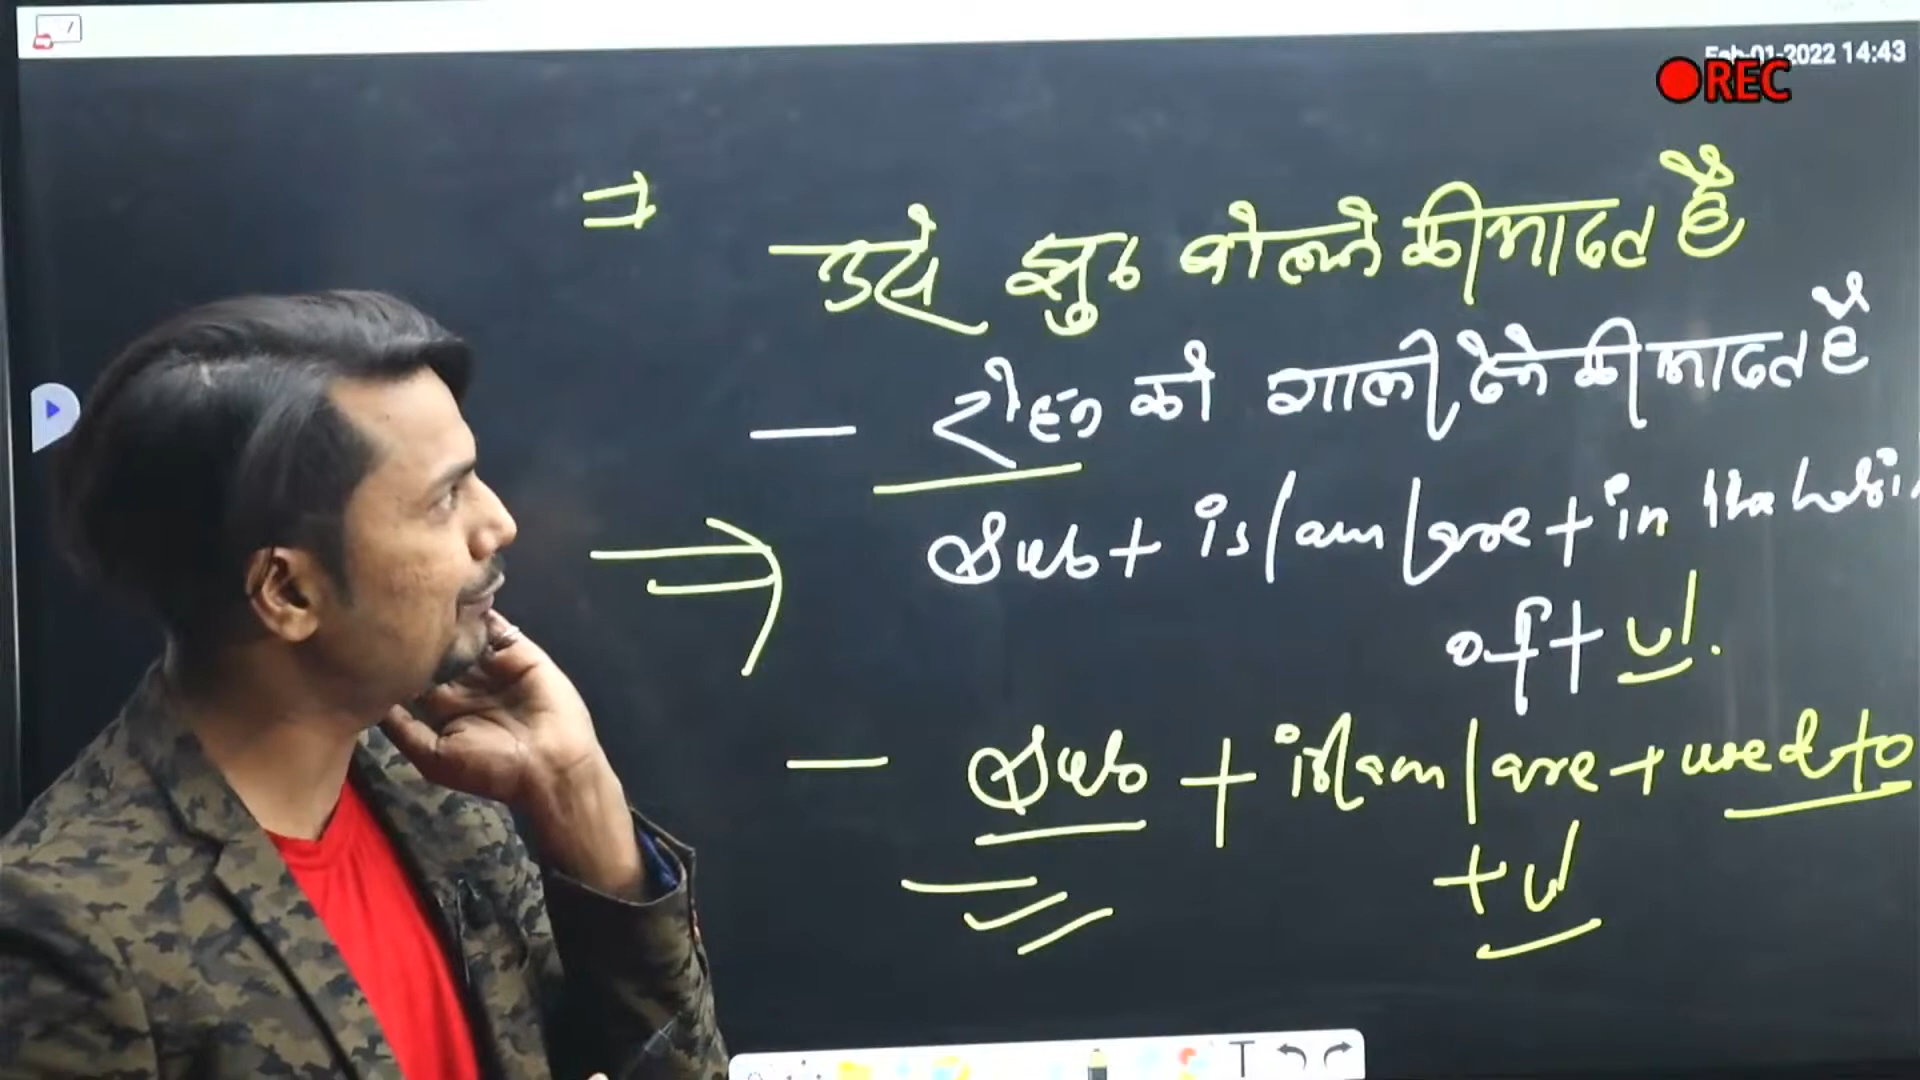 Feb-01-2022 14:43
REC
उसे झुठ बोलने की आदत है
— रोहन को गाली देने की आदत है
Sub + is/am/are + in the habi
of + v1.
— Sub + is/am/are + used to
+ v1
T